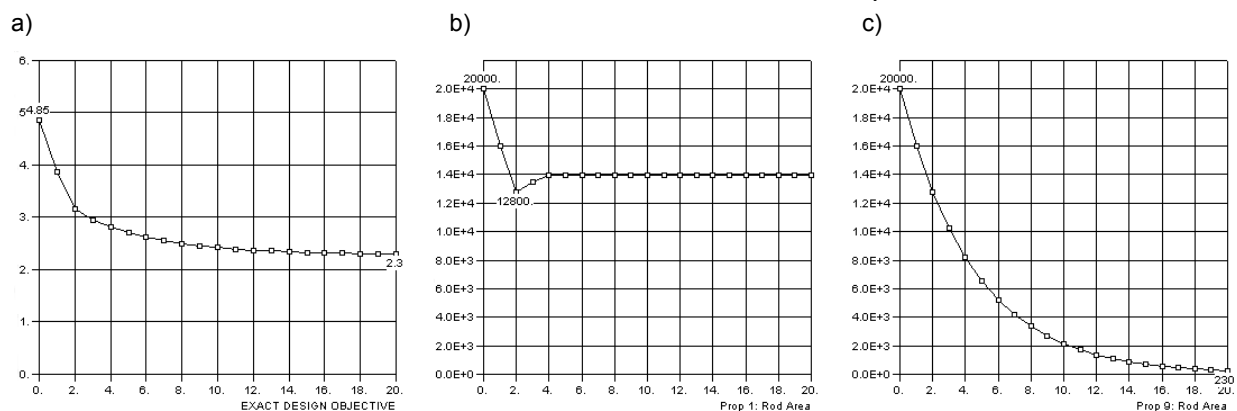 a)
6.
5 4.85
4.
3.
2.
2.3
1.
0.
0. 2. 4. 6. 8. 10. 12. 14. 16. 18. 20.
EXACT DESIGN OBJECTIVE
b)
20000.
2.0E+4
1.8E+4
1.6E+4
1.4E+4
12800.
1.2E+4
1.0E+4
8.0E+3
6.0E+3
4.0E+3
2.0E+3
0.0E+0
0. 2. 4. 6. 8. 10. 12. 14. 16. 18. 20.
Prop 1: Rod Area
c)
20000.
2.0E+4
1.8E+4
1.6E+4
1.4E+4
1.2E+4
1.0E+4
8.0E+3
6.0E+3
4.0E+3
2.0E+3
0.0E+0
230
0. 2. 4. 6. 8. 10. 12. 14. 16. 18. 20.
Prop 9: Rod Area